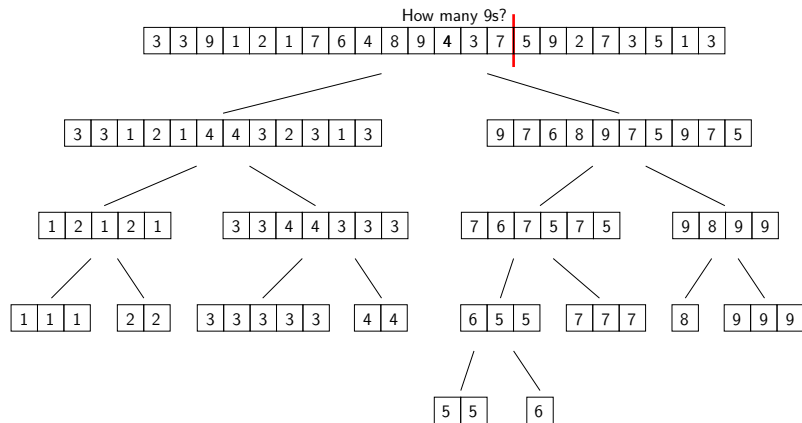 How many 9s?
3 3 9 1 2 1 7 6 4 8 9 4 3 7 5 9 2 7 3 5 1 3
3 3 1 2 1 4 4 3 2 3 1 3 9 7 6 8 9 7 5 9 7 5
1 2 1 2 1 3 3 4 4 3 3 3 7 6 7 5 7 5 9 8 9 9
1 1 1 2 2 3 3 3 3 3 4 4 6 5 5 7 7 7 8 9 9 9
5 5 6